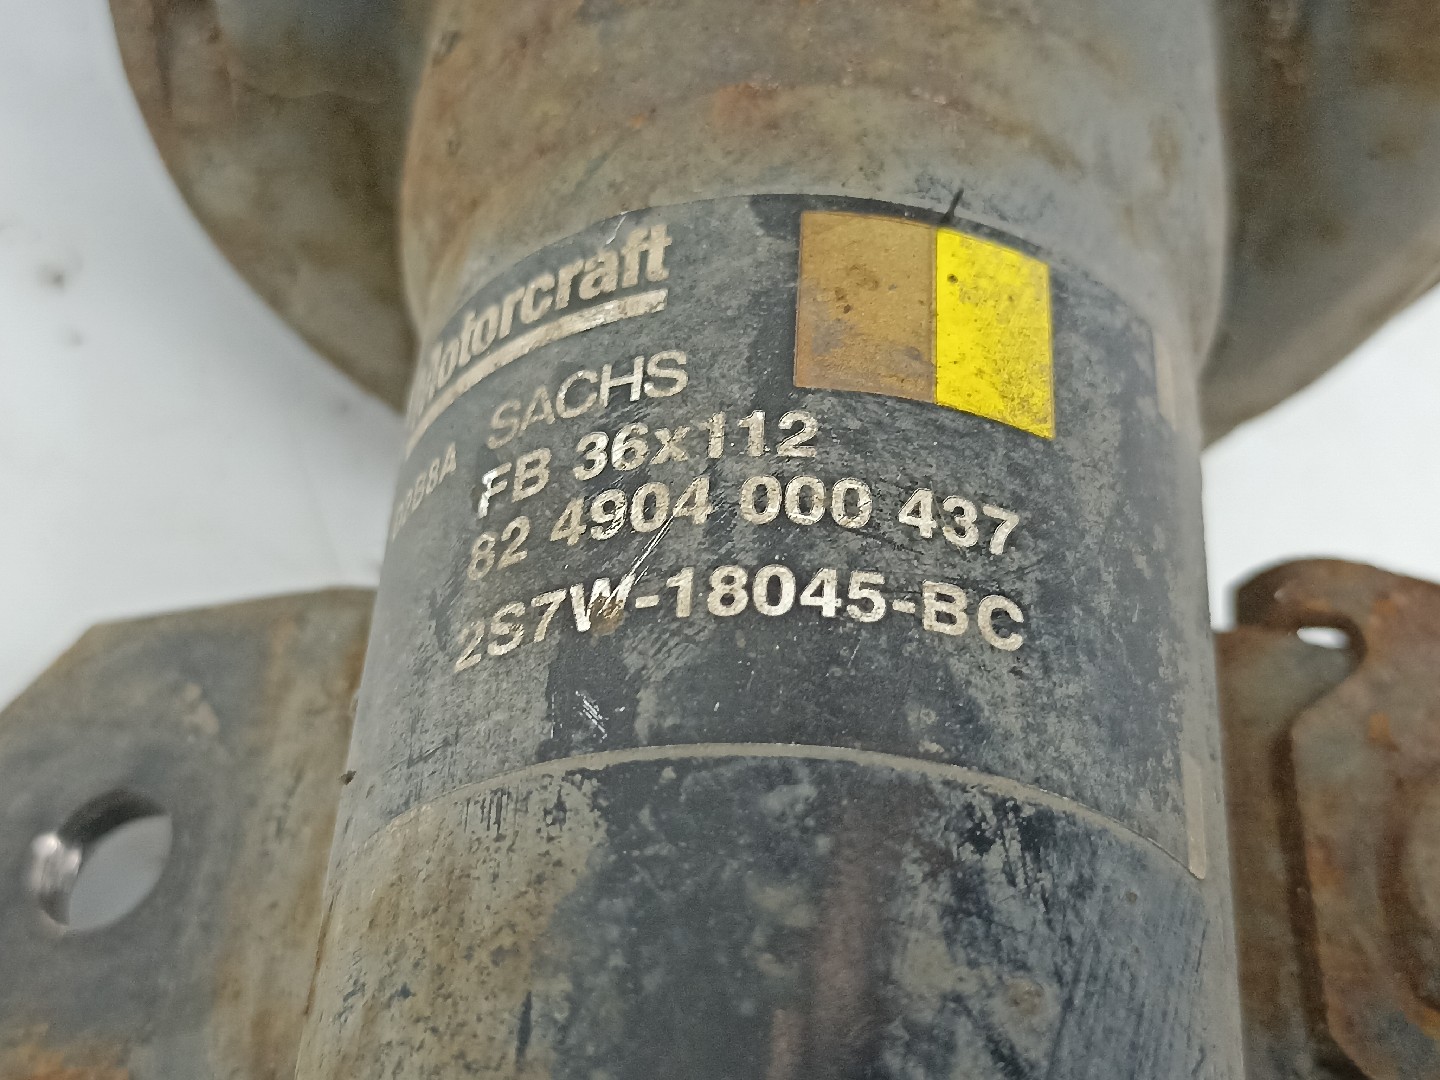 Motorcraft
SACHS
FB 36x112
82 4904 000 437
2S7W-18045-BC